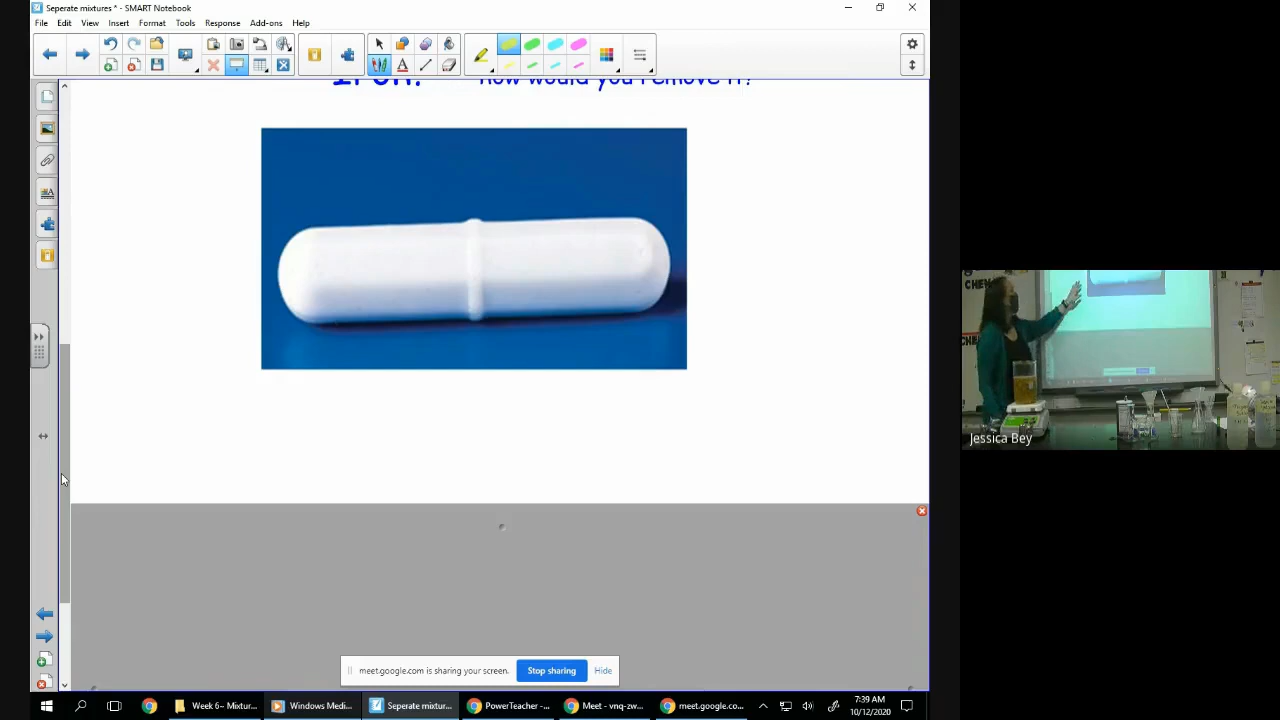 Seperate mixtures * - SMART Notebook
File Edit View Insert Format Tools Response Add-ons Help
How would you remove it?
CHE
Jessica Bey
meet.google.com is sharing your screen. Stop sharing Hide
Week 6~ Mixtur... Windows Medi... Seperate mixtur... PowerTeacher -... Meet - vnq-zw... meet.google.co... 7:39 AM
10/12/2020